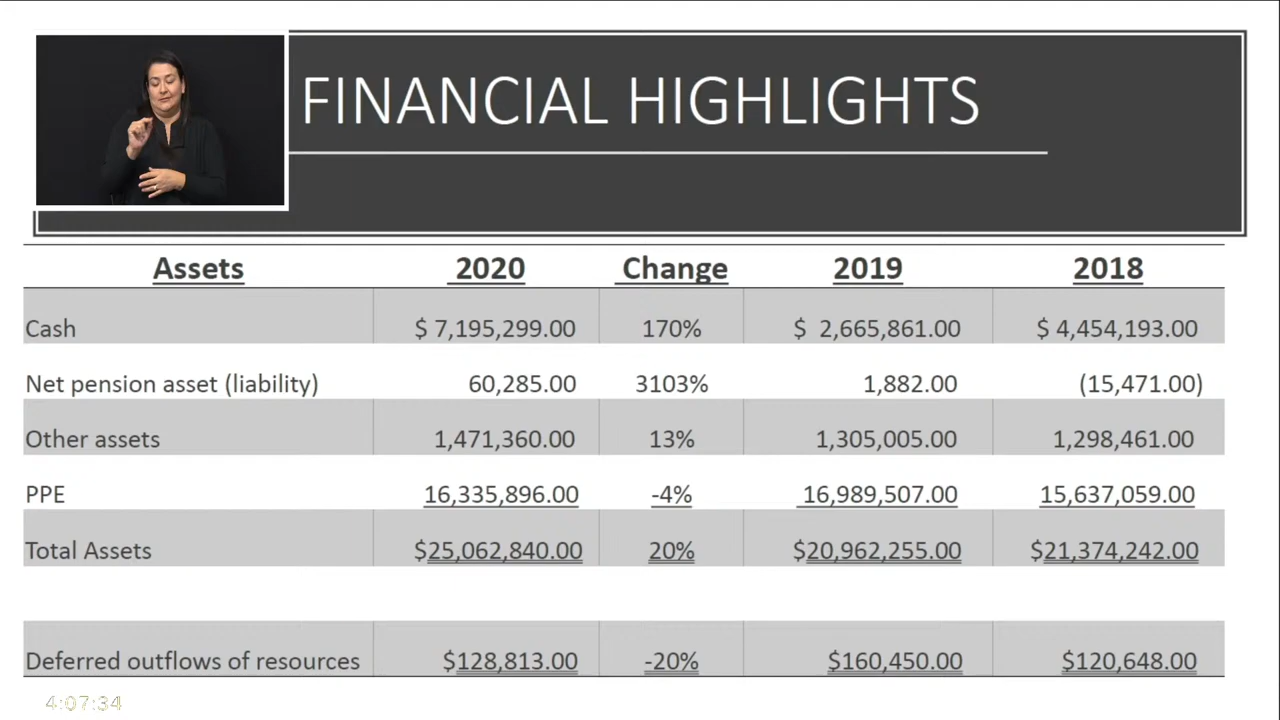 FINANCIAL HIGHLIGHTS
Assets 2020 Change 2019 2018
Cash $ 7,195,299.00 170% $ 2,665,861.00 $ 4,454,193.00
Net pension asset (liability) 60,285.00 3103% 1,882.00 (15,471.00)
Other assets 1,471,360.00 13% 1,305,005.00 1,298,461.00
PPE 16,335,896.00 -4% 16,989,507.00 15,637,059.00
Total Assets $25,062,840.00 20% $20,962,255.00 $21,374,242.00
Deferred outflows of resources $128,813.00 -20% $160,450.00 $120,648.00
4:07:34